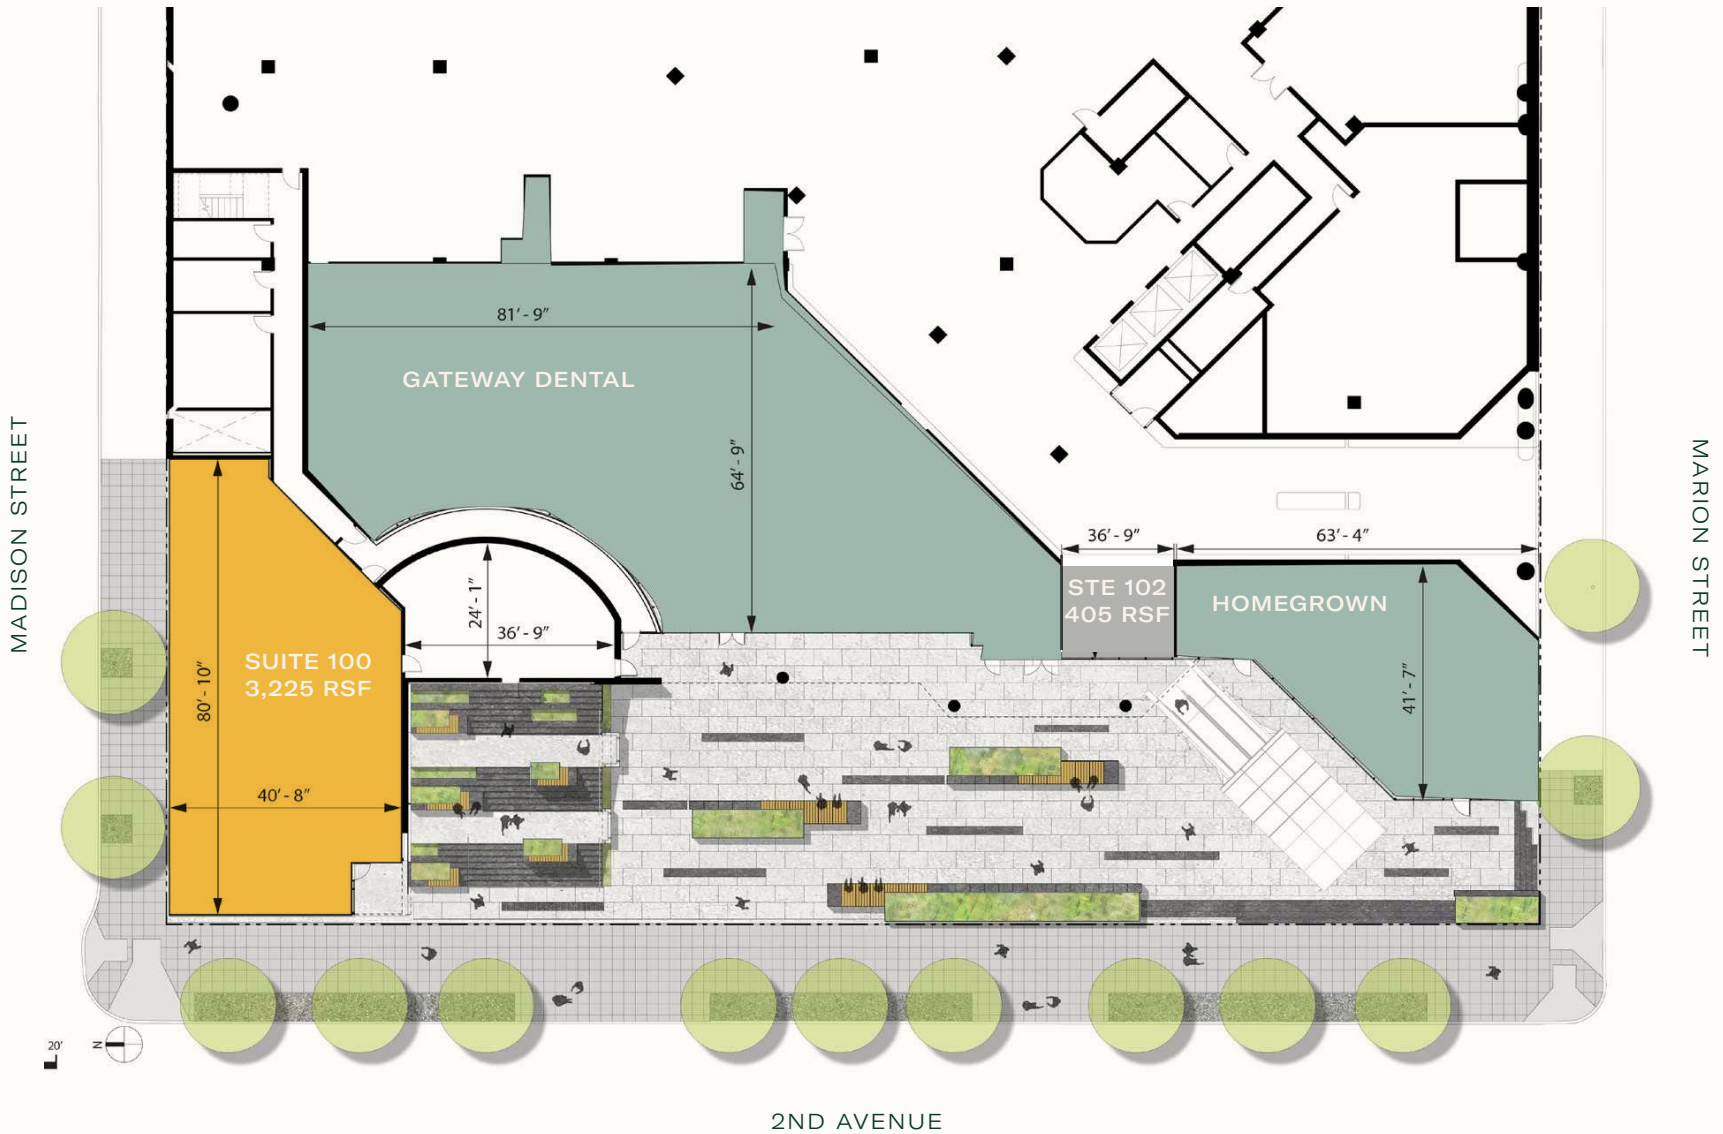 81' - 9"
GATEWAY DENTAL
64' - 9"
MADISON STREET
MARION STREET
36' - 9"
63' - 4"
STE 102
405 RSF
HOMEGROWN
24' - 1"
36' - 9"
SUITE 100
3,225 RSF
80' - 10"
41' - 7"
40' - 8"
20'
N
2ND AVENUE